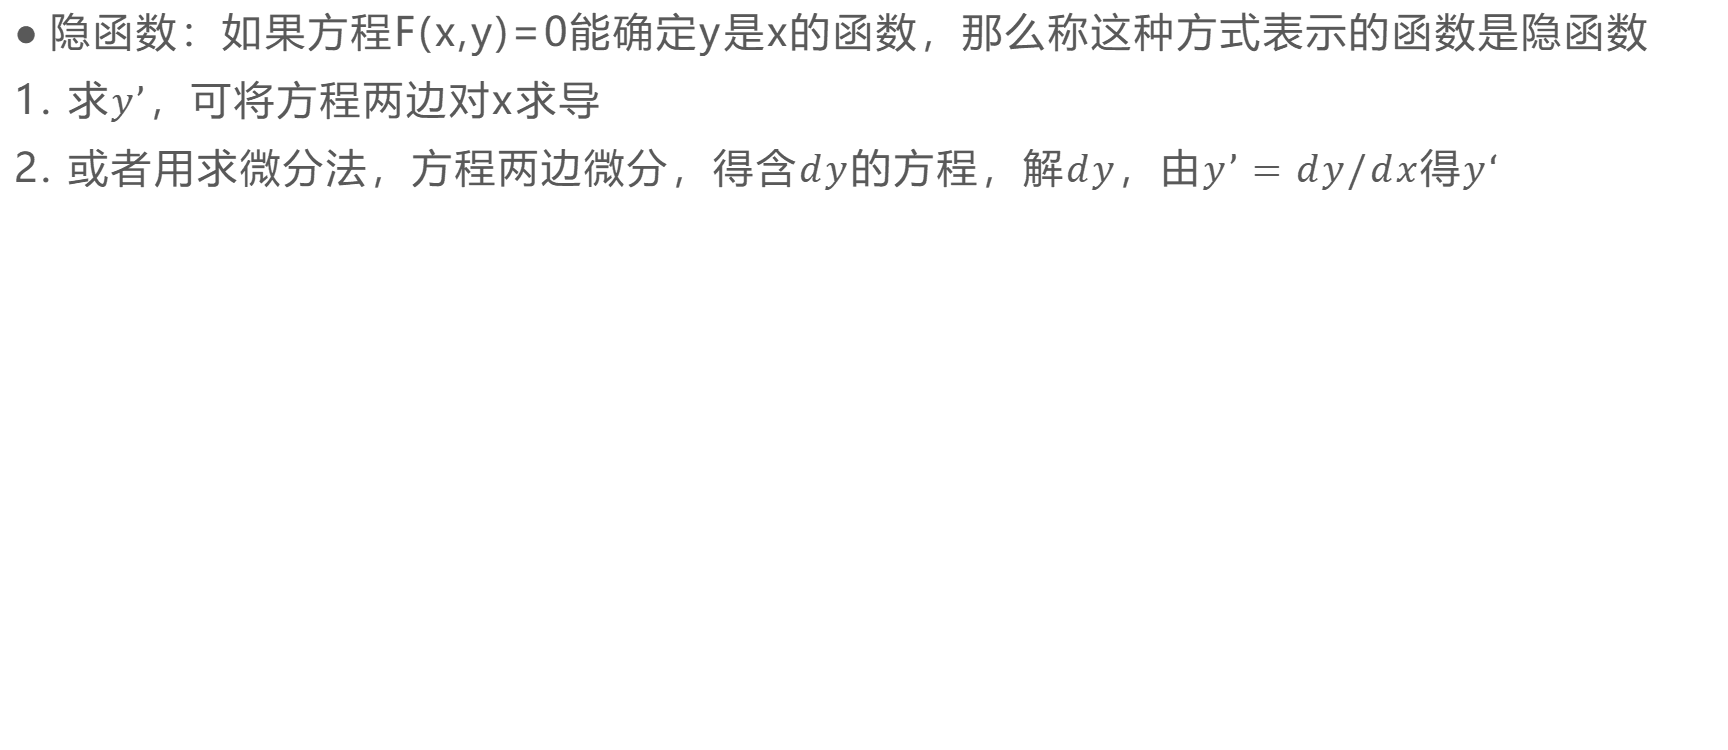 ● 隐函数：如果方程F(x,y)=0能确定y是x的函数，那么称这种方式表示的函数是隐函数
1. 求y’，可将方程两边对x求导
2. 或者用求微分法，方程两边微分，得含dy的方程，解dy，由y’ = dy/dx得y‘